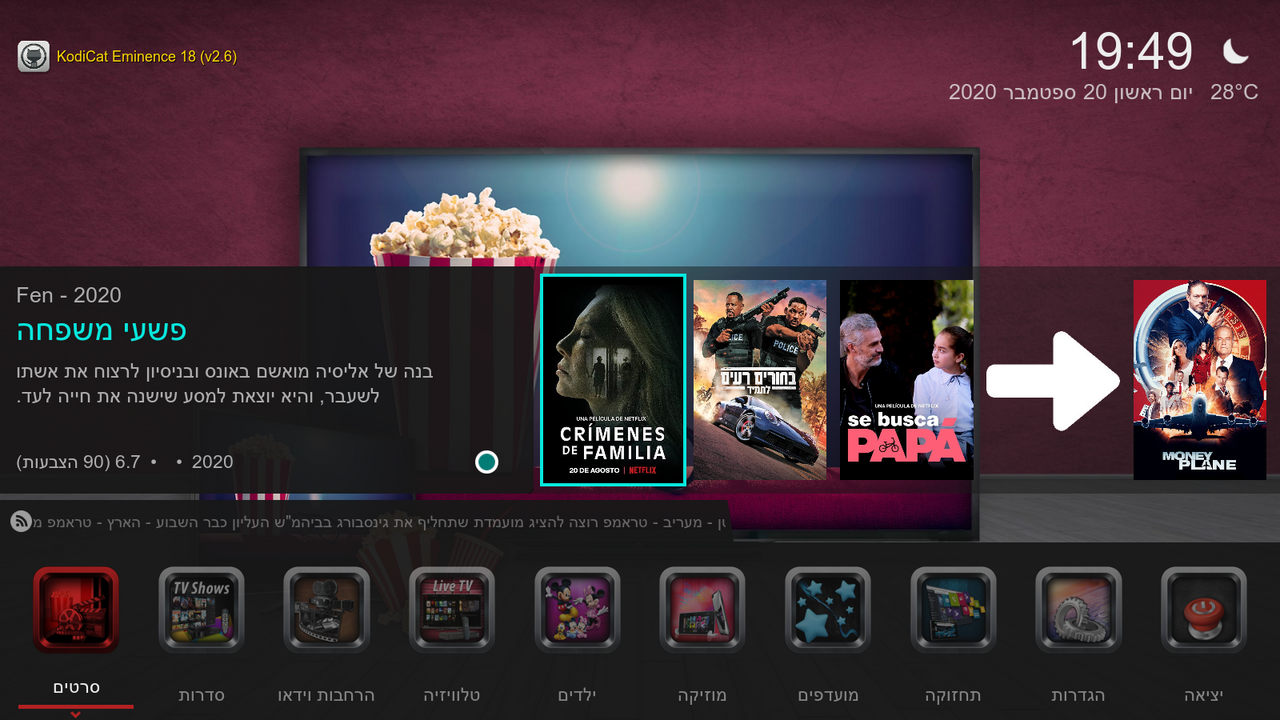 KodiCat Eminence 18 (v2.6)
19:49
יום ראשון 20 ספטמבר 2020
28°C
Fen - 2020
פשעי משפחה
בנה של אליסיה מואשם באונס ובניסיון לרצוח את אשתו
לשעבר, והיא יוצאת למסע שישנה את חייה לעד.
2020 • • 6.7 (90 הצבעות)
UNA PELÍCULA DE NETFLIX
CRÍMENES
DE FAMILIA
20 DE AGOSTO | NETFLIX
POLICE
POLICE
בחורים רעים
לתמיד
UNA PELÍCULA DE NETFLIX
se busca
PAPÁ
MONEY
PLANE
- מעריב - טראמפ רוצה להציג מועמדת שתחליף את גינסבורג בביהמ"ש העליון כבר השבוע - הארץ - טראמפ
TV Shows
Live TV
סרטים
סדרות
הרחבות וידאו
טלוויזיה
ילדים
מוזיקה
מועדפים
תחזוקה
הגדרות
יציאה